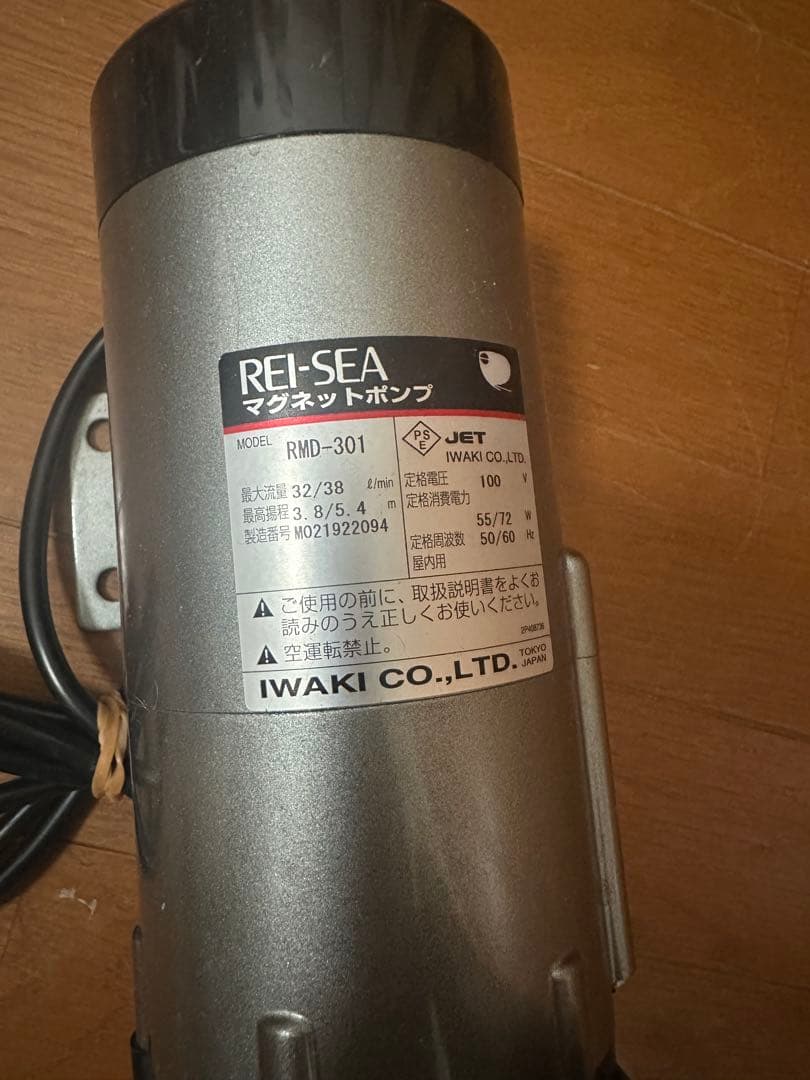 REI-SEA
マグネットポンプ
MODEL RMD-301
最大流量 32/38 ℓ/min
最高揚程 3.8/5.4 m
製造番号 M021922094
PSE JET
IWAKI CO.,LTD.
定格電圧 100 V
定格消費電力
55/72 W
定格周波数 50/60 Hz
屋内用
ご使用の前に、取扱説明書をよくお
読みのうえ正しくお使いください。
空運転禁止。
2P408736
IWAKI CO.,LTD. TOKYO
JAPAN